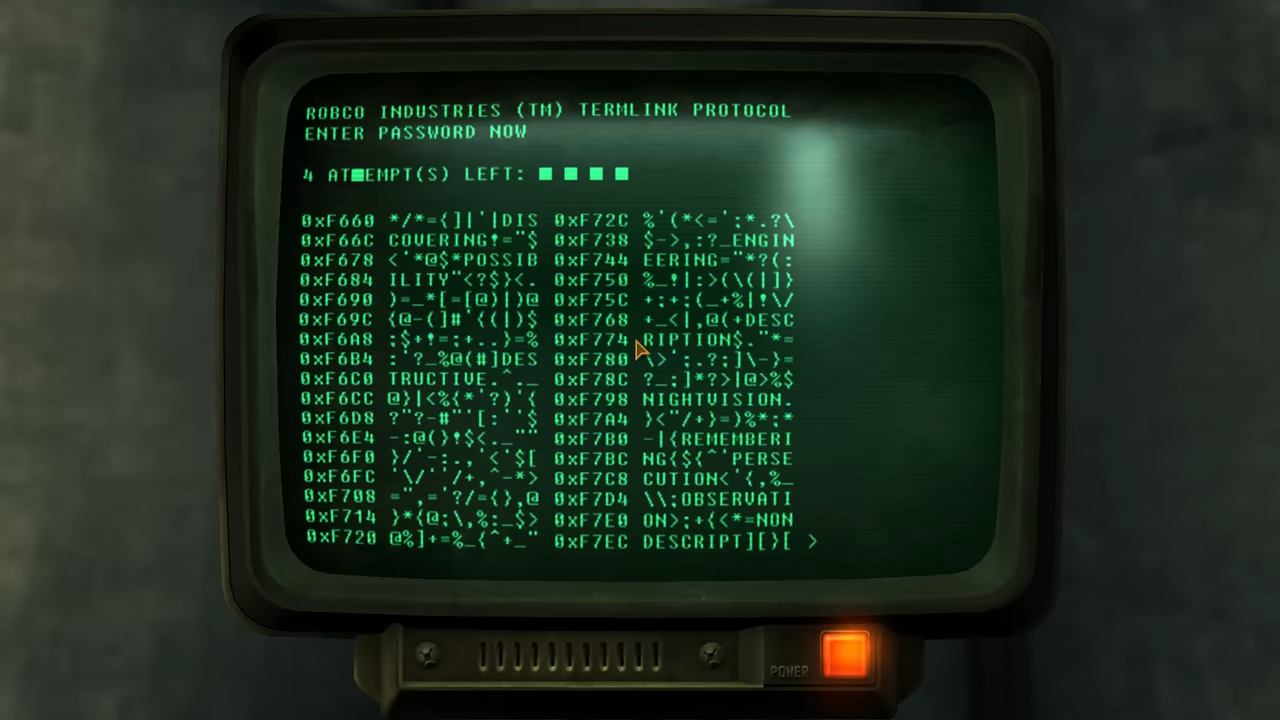 ROBCO INDUSTRIES (TM) TERMLINK PROTOCOL
ENTER PASSWORD NOW
4 AT■EMPT(S) LEFT: ■ ■ ■ ■
0xF660 */*={]|'|DIS 0xF72C %'(*<=';*.?\
0xF66C COVERING!="$ 0xF738 $->,:?_ENGIN
0xF678 <'*@$*POSSIB 0xF744 EERING="*?(:
0xF684 ILITY"<?$}<. 0xF750 %_!|:>(\(|]}
0xF690 )=_*[=[@)|)@ 0xF75C +;+;(_+%|!\/
0xF69C {@-(]#'{(|)$ 0xF768 +_<|,@(+DESC
0xF6A8 :$+!=;+..}=% 0xF774 RIPTION$."*=
0xF6B4 :'?_%@(#]DES 0xF780 \>';.?;]\-}=
0xF6C0 TRUCTIVE.^._ 0xF78C ?_;]*?>|@>%$
0xF6CC @}|<%{*'?)'{ 0xF798 NIGHTVISION.
0xF6D8 ?"?-#"'[:''$ 0xF7A4 }<"/+}=)%*;*
0xF6E4 -:@(}!$<._"" 0xF7B0 -|{REMEMBERI
0xF6F0 }/'-:.,'<'$[ 0xF7BC NG{${^'PERSE
0xF6FC '\/''/+,^-*> 0xF7C8 CUTION<'{,%_
0xF708 =",='?/={},@ 0xF7D4 \\;OBSERVATI
0xF714 }*{@;\,%:_$> 0xF7E0 ON>;+{<*=NON
0xF720 @%]+=%_{^+_" 0xF7EC DESCRIPT][}[ >
POWER